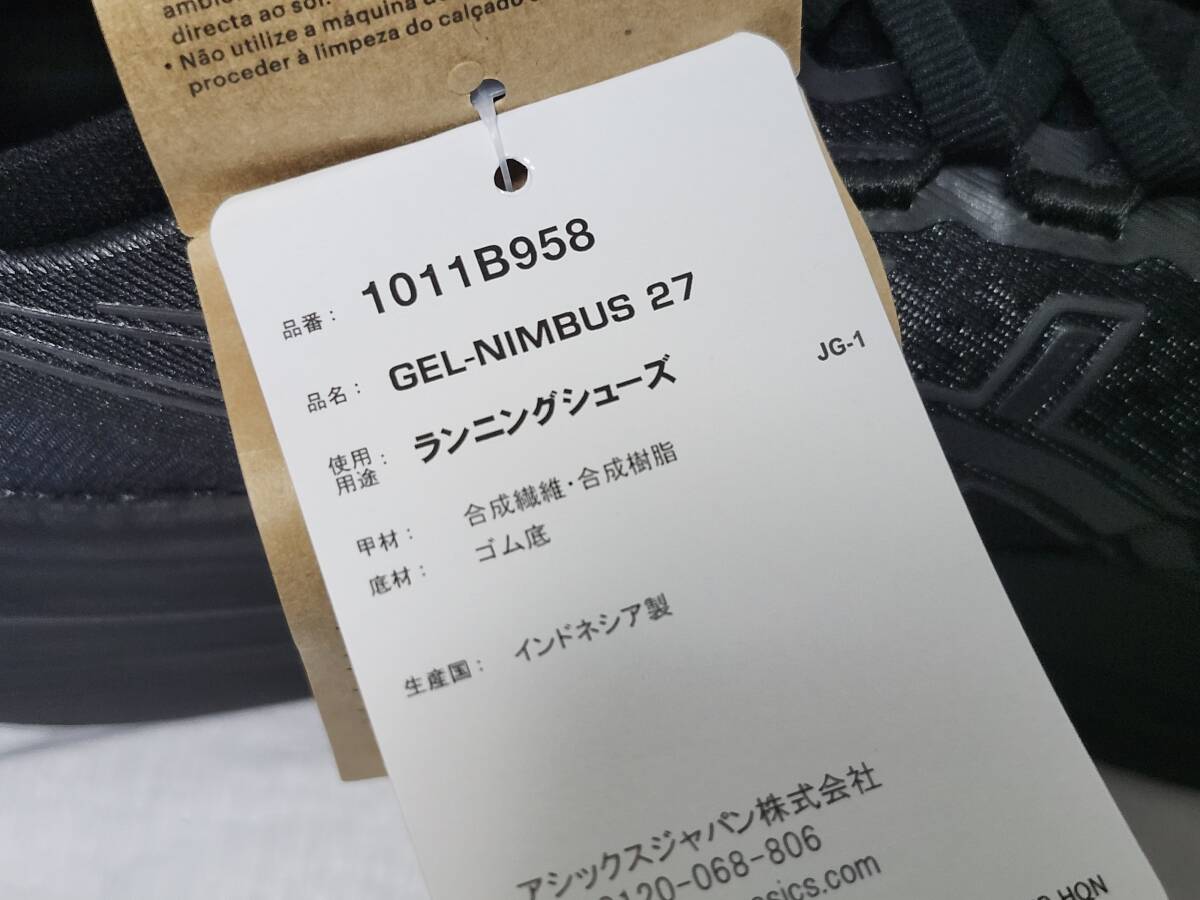 directa ao sol.
• Não utilize a máquina d
proceder à limpeza do calçado
品番： 1011B958
品名： GEL-NIMBUS 27
使用用途： ランニングシューズ
JG-1
甲材： 合成繊維・合成樹脂
底材： ゴム底
生産国： インドネシア製
アシックスジャパン株式会社
0120-068-806
sics.com
HQN